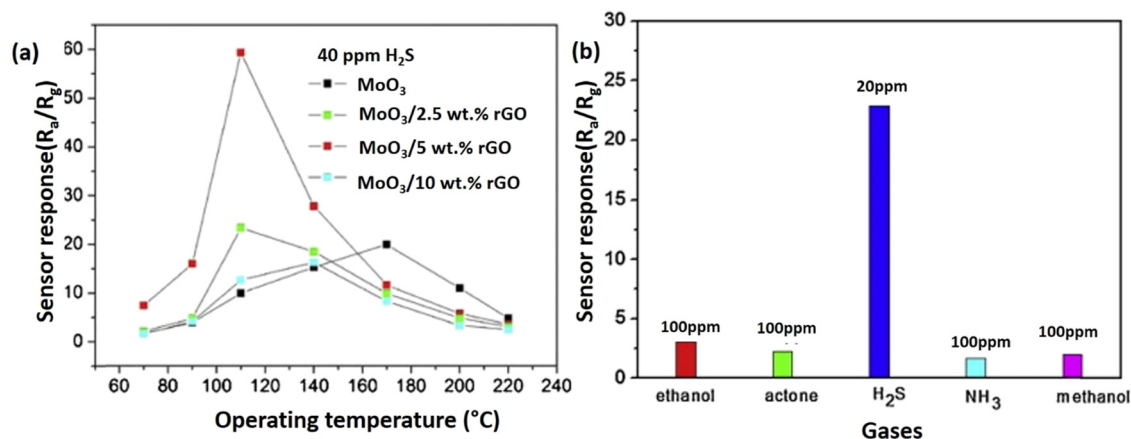 (a)
Sensor response(Rₐ/R_g)
60
50
40
30
20
10
0
40 ppm H₂S
MoO₃
MoO₃/2.5 wt.% rGO
MoO₃/5 wt.% rGO
MoO₃/10 wt.% rGO
60 80 100 120 140 160 180 200 220 240
Operating temperature (°C)
(b)
Sensor response(Rₐ/R_g)
30
25
20
15
10
5
0
20ppm
100ppm
100ppm
100ppm
100ppm
ethanol actone H₂S NH₃ methanol
Gases